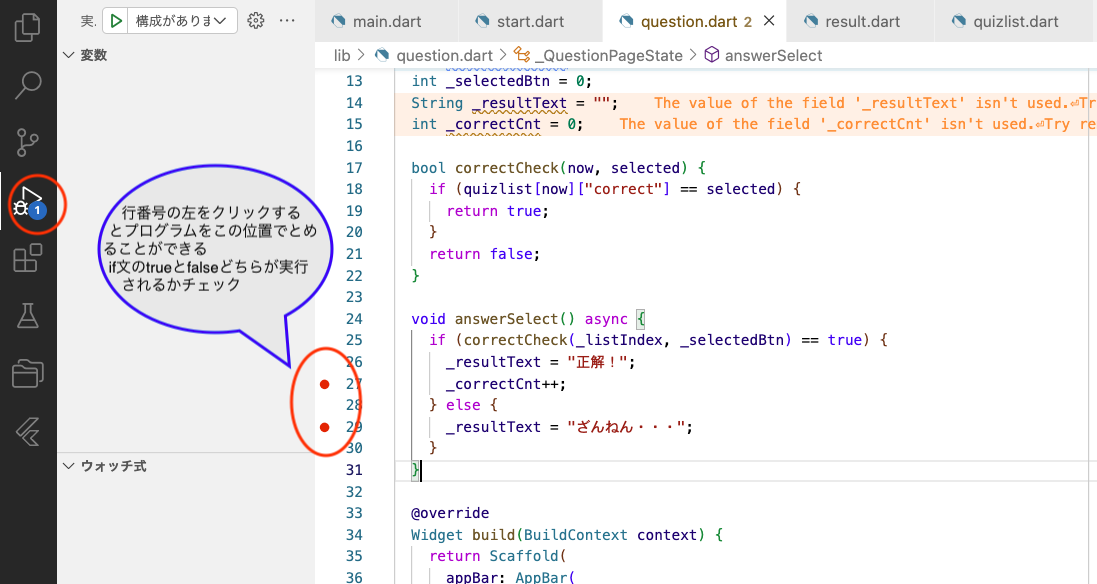 実.
構成がありま
main.dart
start.dart
question.dart 2
result.dart
quizlist.dart
変数
lib > question.dart > _QuestionPageState > answerSelect
13 int _selectedBtn = 0;
14 String _resultText = ""; The value of the field '_resultText' isn't used.⏎Tr
15 int _correctCnt = 0; The value of the field '_correctCnt' isn't used.⏎Try re
16
17 bool correctCheck(now, selected) {
18 if (quizlist[now]["correct"] == selected) {
19 return true;
20 }
21 return false;
22 }
23
24 void answerSelect() async {
25 if (correctCheck(_listIndex, _selectedBtn) == true) {
26 _resultText = "正解！";
27 _correctCnt++;
28 } else {
29 _resultText = "ざんねん・・・";
30 }
31 }
32
33 @override
34 Widget build(BuildContext context) {
35 return Scaffold(
36 appBar: AppBar(
1
行番号の左をクリックする
とプログラムをこの位置でとめ
ることができる
if文のtrueとfalseどちらが実行
されるかチェック
ウォッチ式